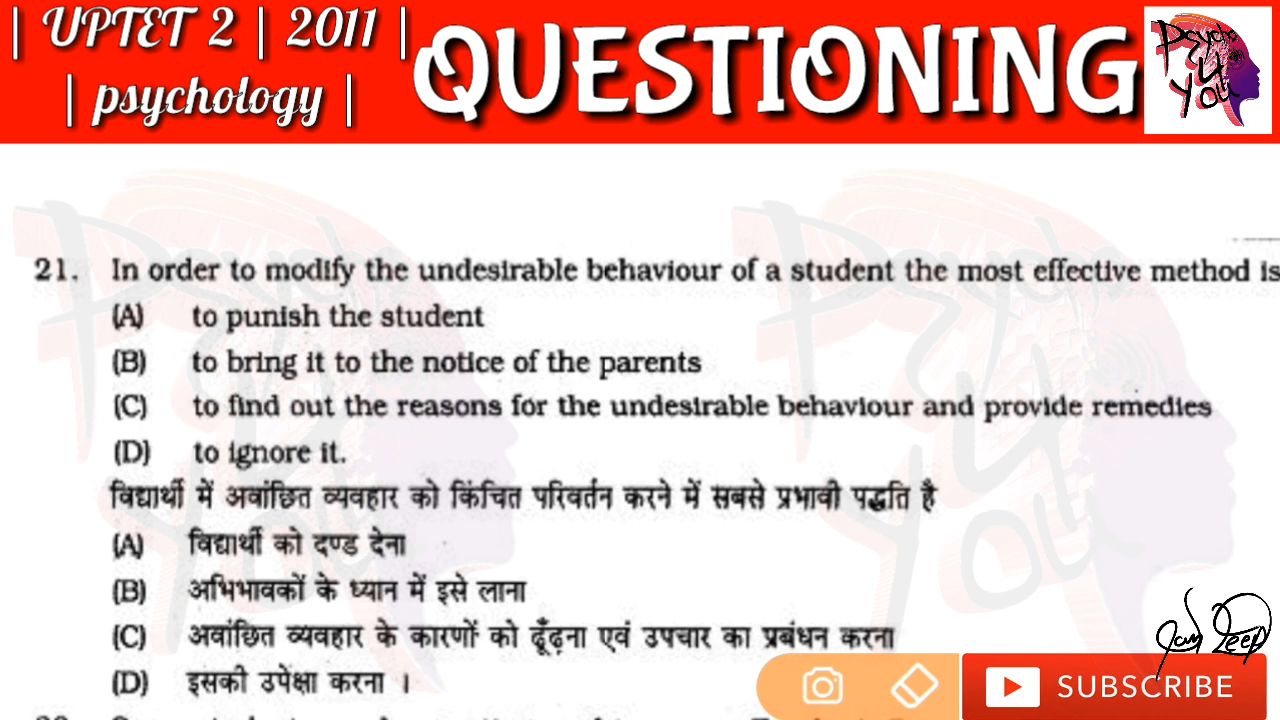 | UPTET 2 | 2011 |
| psychology |
QUESTIONING
Psycho
4
You
21. In order to modify the undesirable behaviour of a student the most effective method is
(A) to punish the student
(B) to bring it to the notice of the parents
(C) to find out the reasons for the undesirable behaviour and provide remedies
(D) to ignore it.
विद्यार्थी में अवांछित व्यवहार को किंचित परिवर्तन करने में सबसे प्रभावी पद्धति है
(A) विद्यार्थी को दण्ड देना
(B) अभिभावकों के ध्यान में इसे लाना
(C) अवांछित व्यवहार के कारणों को ढूँढ़ना एवं उपचार का प्रबंधन करना
(D) इसकी उपेक्षा करना ।
SUBSCRIBE